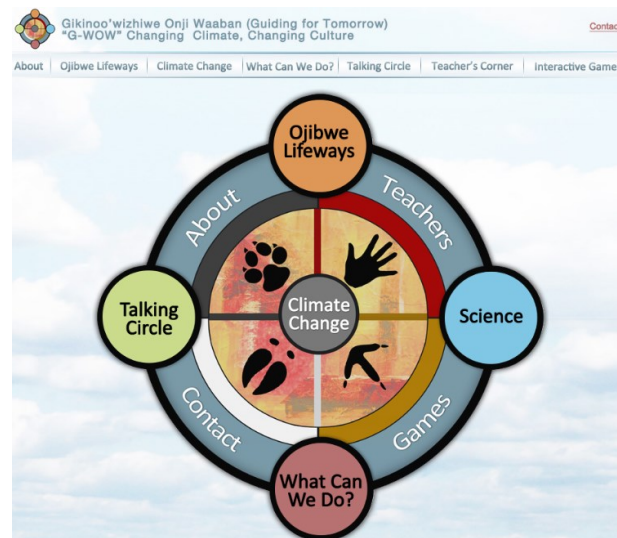 Gikinoo'wizhiwe Onji Waaban (Guiding for Tomorrow)
"G-WOW" Changing Climate, Changing Culture
Contac
About
Ojibwe Lifeways
Climate Change
What Can We Do?
Talking Circle
Teacher's Corner
Interactive Game
Ojibwe
Lifeways
About
Teachers
Talking
Circle
Climate
Change
Science
Contact
Games
What Can
We Do?